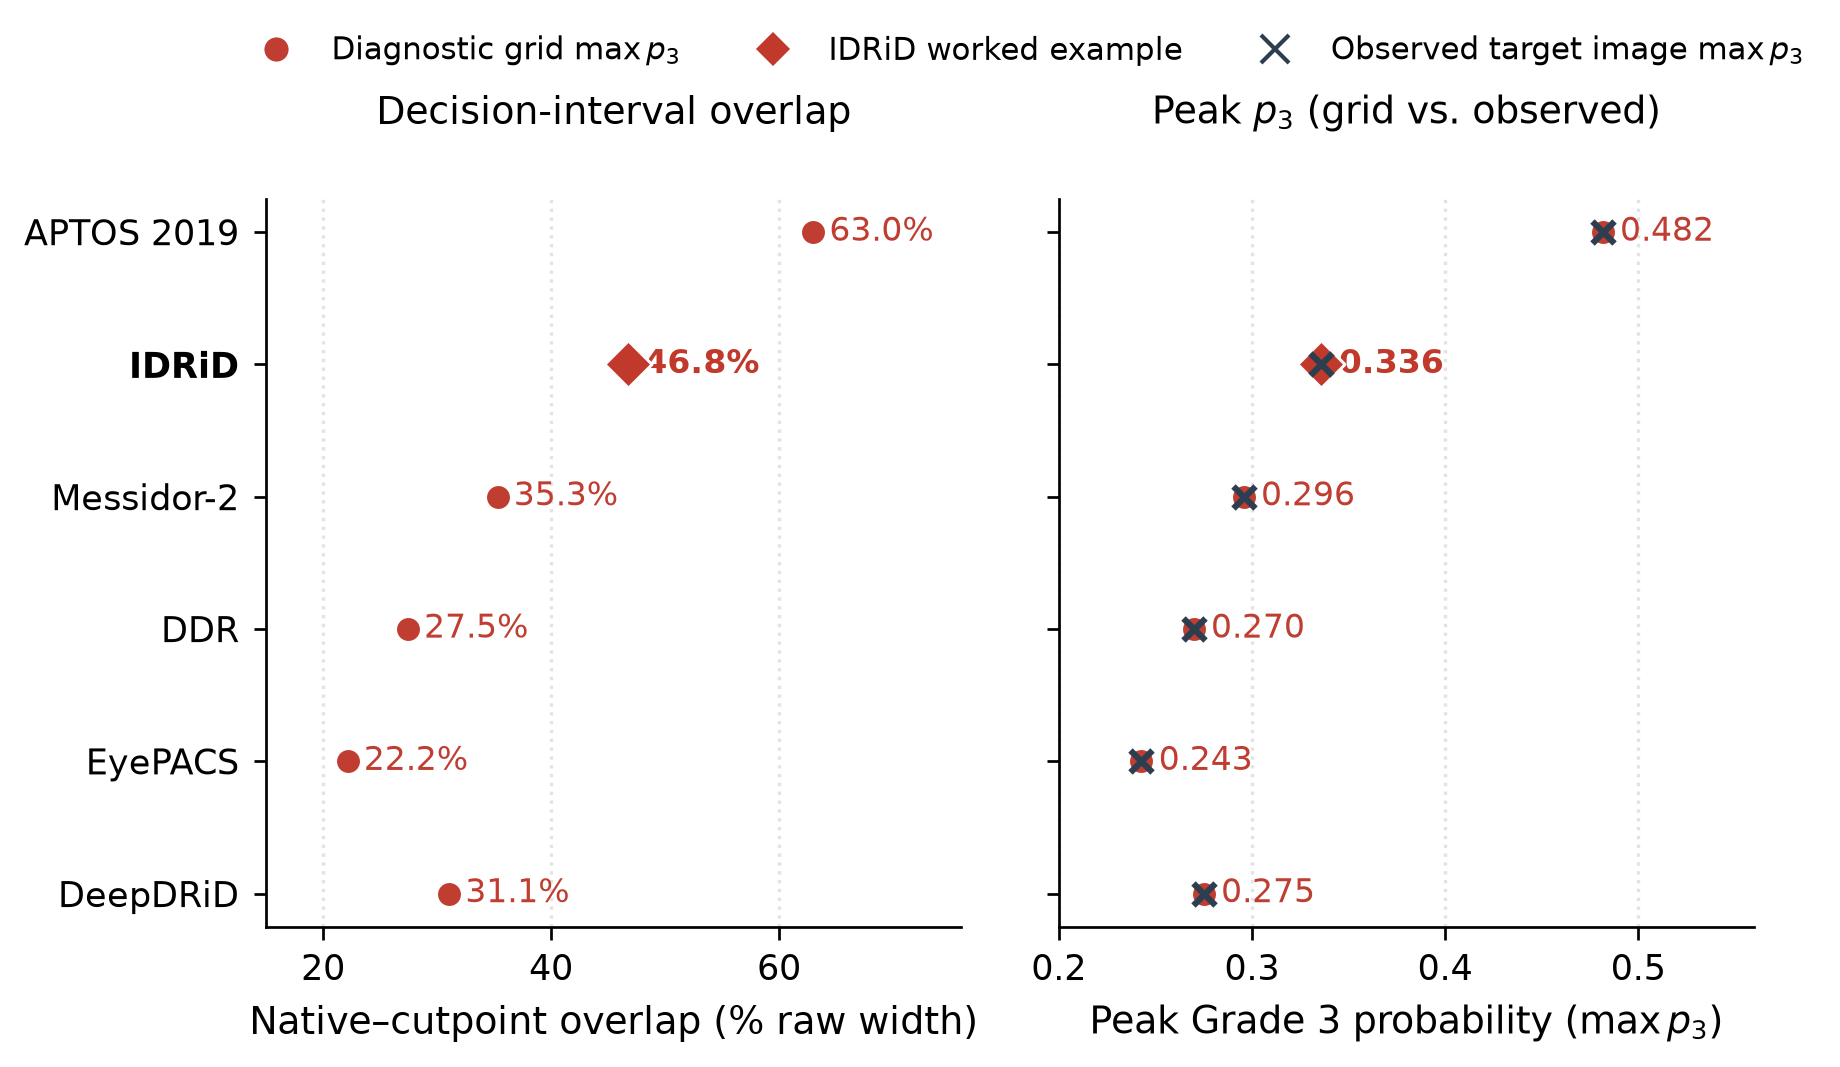 Diagnostic grid max p₃ IDRiD worked example Observed target image max p₃
Decision-interval overlap Peak p₃ (grid vs. observed)
APTOS 2019 63.0% 0.482
IDRiD 46.8% 0.336
Messidor-2 35.3% 0.296
DDR 27.5% 0.270
EyePACS 22.2% 0.243
DeepDRiD 31.1% 0.275
20 40 60 0.2 0.3 0.4 0.5
Native–cutpoint overlap (% raw width) Peak Grade 3 probability (max p₃)